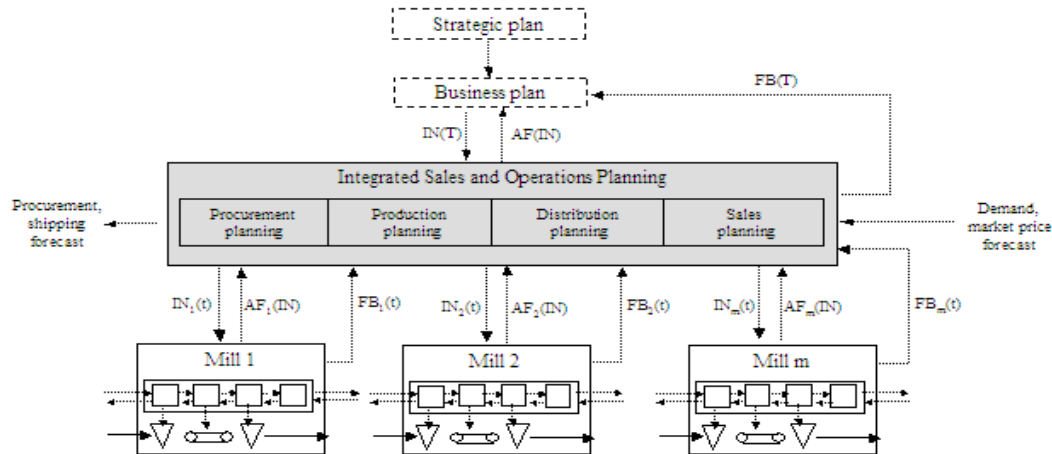 Strategic plan
Business plan
FB(T)
IN(T)
AF(IN)
Integrated Sales and Operations Planning
Procurement,
shipping
forecast
Procurement
planning
Production
planning
Distribution
planning
Sales
planning
Demand,
market price
forecast
IN₁(t)
AF₁(IN)
FB₁(t)
IN₂(t)
AF₂(IN)
FB₂(t)
INₘ(t)
AFₘ(IN)
FBₘ(t)
Mill 1
Mill 2
Mill m